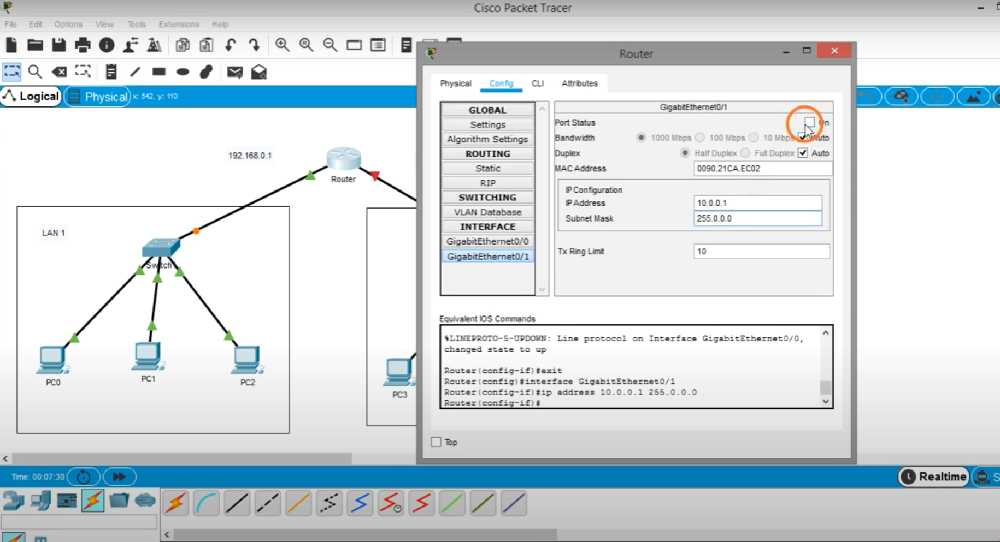 Cisco Packet Tracer
File Edit Options View Tools Extensions Help
Logical
Physical
x: 542, y: 110
192.168.0.1
Router
LAN 1
Switch
PC0
PC1
PC2
PC3
Router
Physical Config CLI Attributes
GLOBAL
Settings
Algorithm Settings
ROUTING
Static
RIP
SWITCHING
VLAN Database
INTERFACE
GigabitEthernet0/0
GigabitEthernet0/1
GigabitEthernet0/1
Port Status On
Bandwidth 1000 Mbps 100 Mbps 10 Mbps Auto
Duplex Half Duplex Full Duplex Auto
MAC Address 0090.21CA.EC02
IP Configuration
IP Address 10.0.0.1
Subnet Mask 255.0.0.0
Tx Ring Limit 10
Equivalent IOS Commands
%LINEPROTO-5-UPDOWN: Line protocol on Interface GigabitEthernet0/0,
changed state to up
Router(config-if)#exit
Router(config)#interface GigabitEthernet0/1
Router(config-if)#ip address 10.0.0.1 255.0.0.0
Router(config-if)#
Top
Time: 00:07:30
Realtime
S